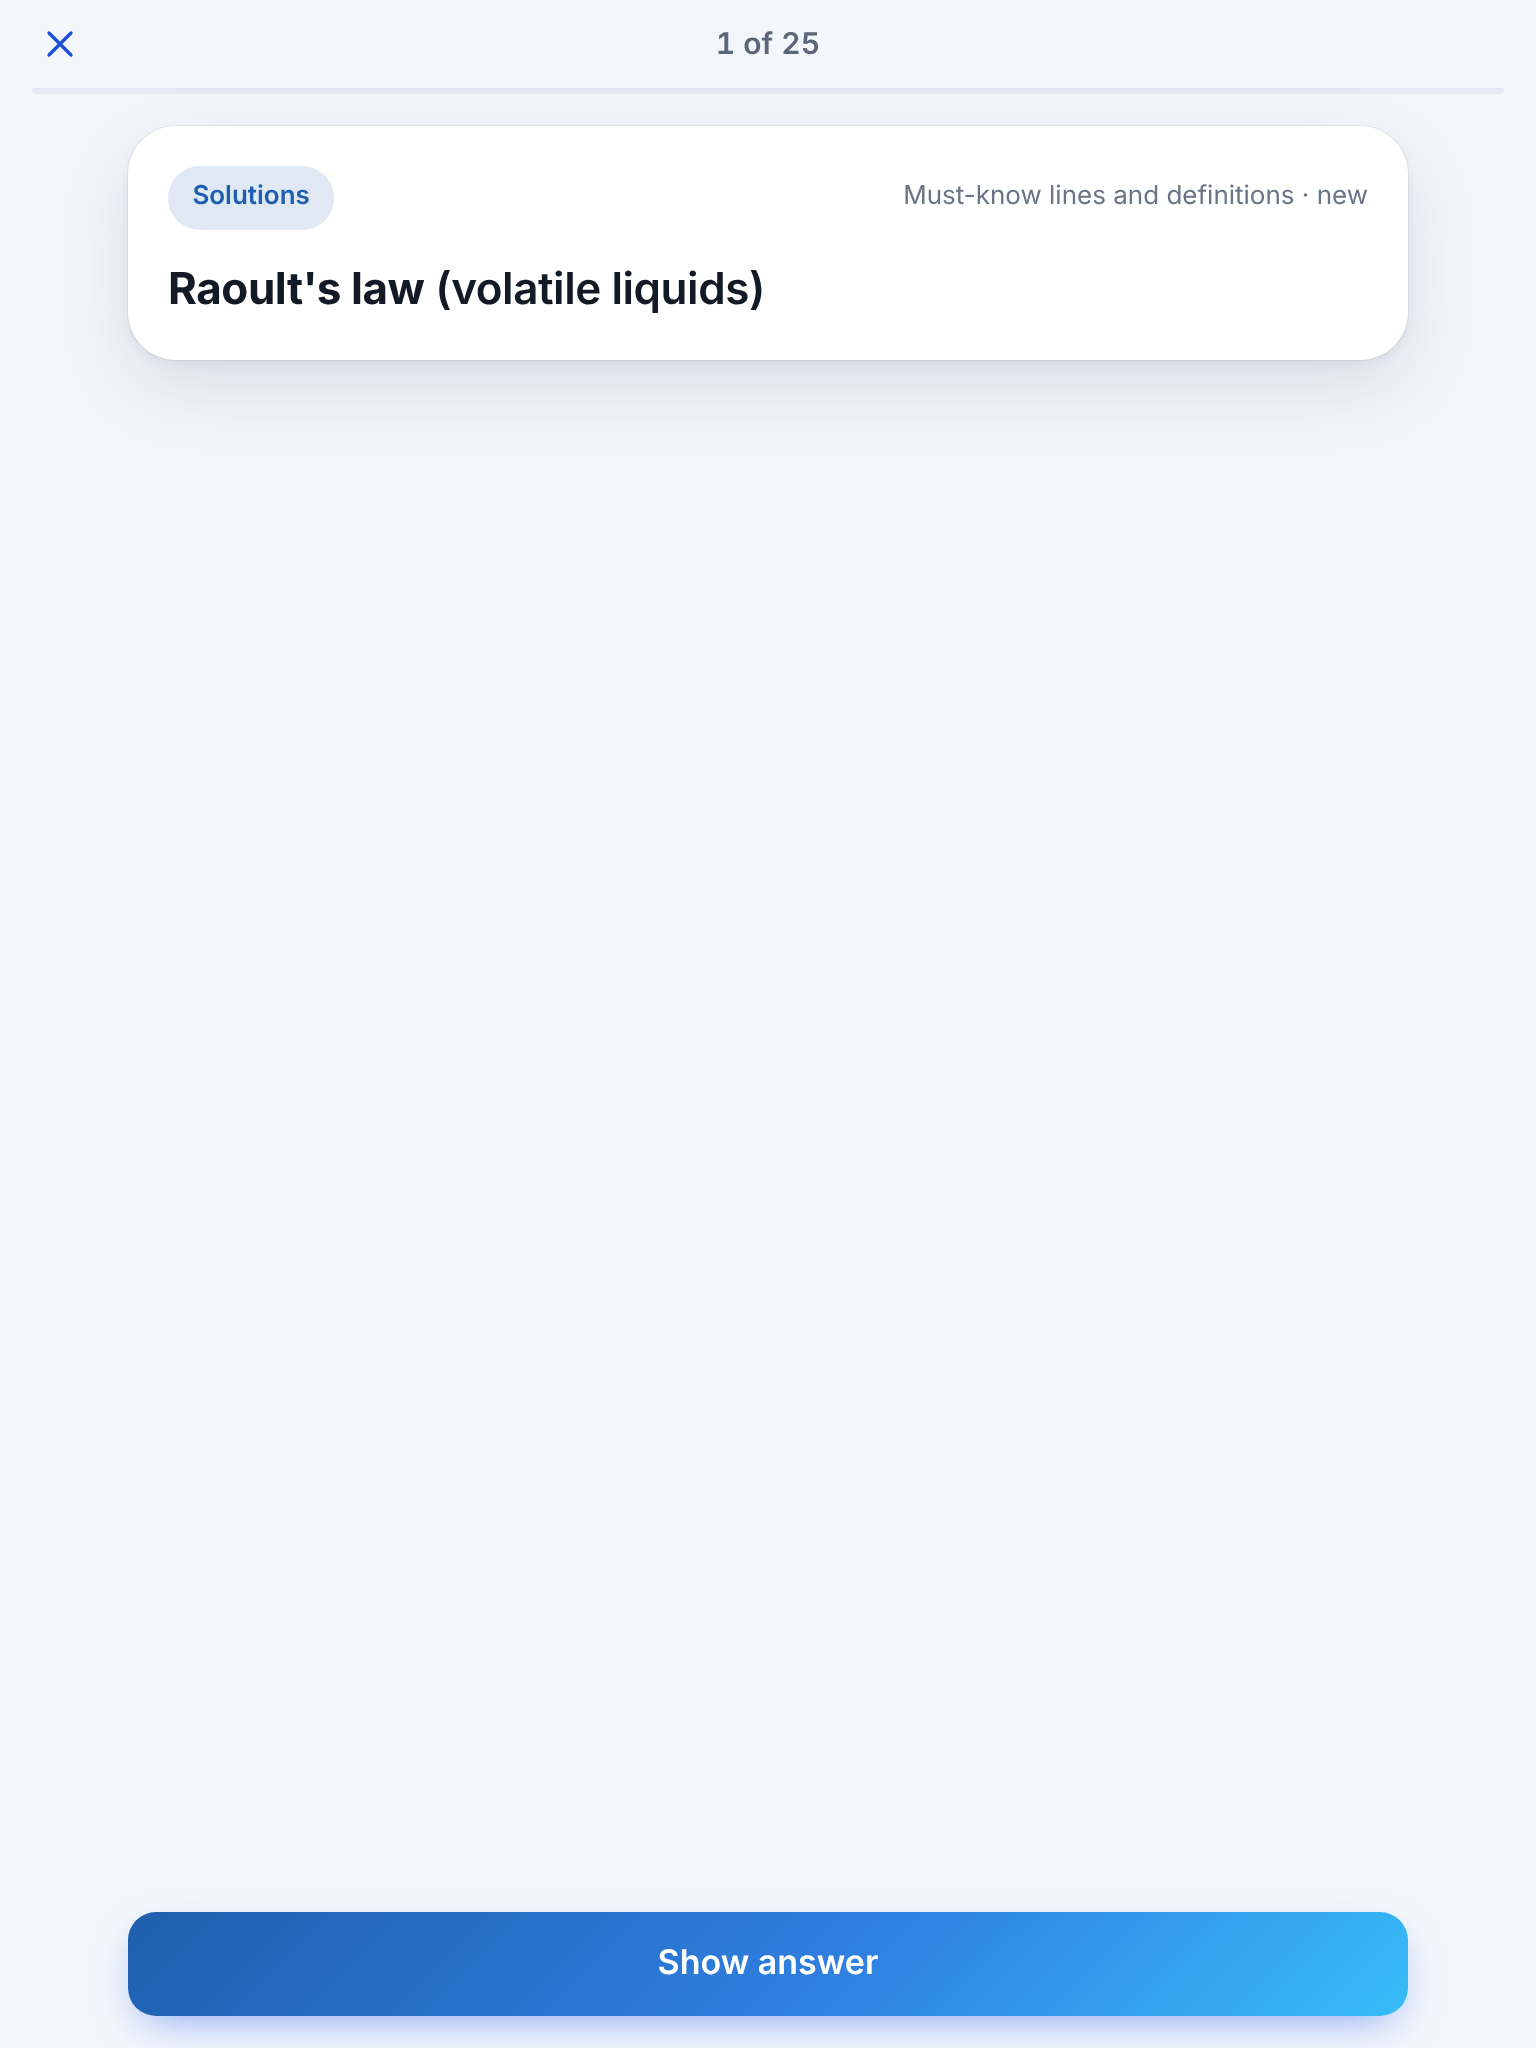 1 of 25
Solutions
Must-know lines and definitions · new
Raoult's law (volatile liquids)
Show answer